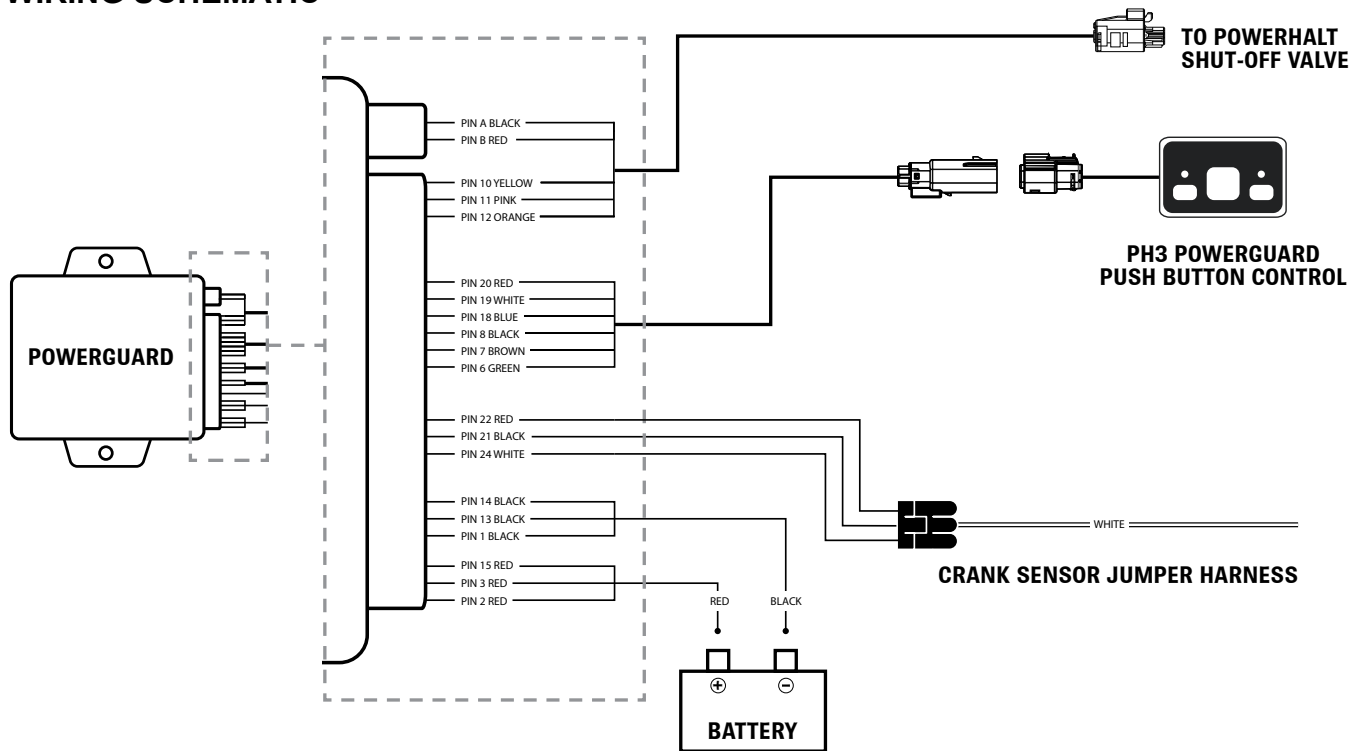 WIRING SCHEMATIC
TO POWERHALT
SHUT-OFF VALVE
PIN A BLACK
PIN B RED
PIN 10 YELLOW
PIN 11 PINK
PIN 12 ORANGE
PH3 POWERGUARD
PUSH BUTTON CONTROL
PIN 20 RED
PIN 19 WHITE
PIN 18 BLUE
PIN 8 BLACK
PIN 7 BROWN
PIN 6 GREEN
POWERGUARD
PIN 22 RED
PIN 21 BLACK
PIN 24 WHITE
PIN 14 BLACK
PIN 13 BLACK
PIN 1 BLACK
WHITE
CRANK SENSOR JUMPER HARNESS
PIN 15 RED
PIN 3 RED
PIN 2 RED
RED
BLACK
+
−
BATTERY